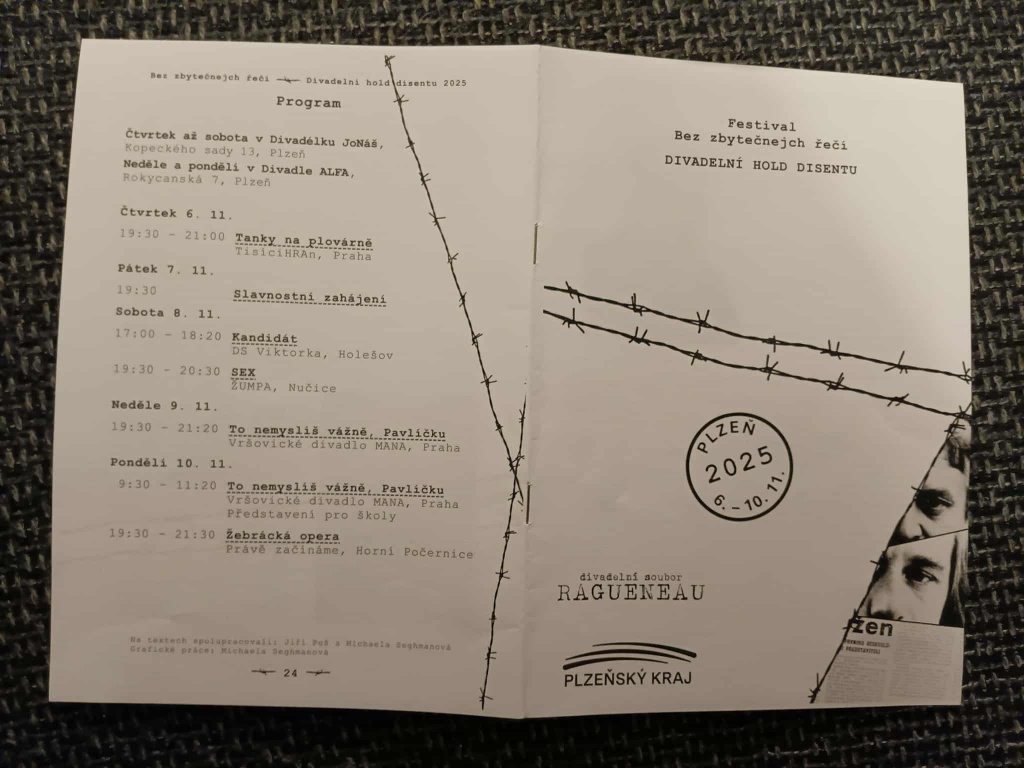 Bez zbytečnejch řečí Divadelní hold disentu 2025
Program
Čtvrtek až sobota v Divadélku JoNáš,
Kopeckého sady 13, Plzeň
Neděle a pondělí v Divadle ALFA,
Rokycanská 7, Plzeň
Čtvrtek 6. 11.
19:30 - 21:00 Tanky na plovárně
TisíciHRAn, Praha
Pátek 7. 11.
19:30 Slavnostní zahájení
Sobota 8. 11.
17:00 - 18:20 Kandidát
DS Viktorka, Holešov
19:30 - 20:30 SEX
ŽUMPA, Nučice
Neděle 9. 11.
19:30 - 21:20 To nemyslíš vážně, Pavlíčku
Vršovické divadlo MANA, Praha
Pondělí 10. 11.
9:30 - 11:20 To nemyslíš vážně, Pavlíčku
Vršovické divadlo MANA, Praha
Představení pro školy
19:30 - 21:30 Žebrácká opera
Právě začínáme, Horní Počernice
Na textech spolupracovali: Jiří Poš a Michaela Seghmanová
Grafické práce: Michaela Seghmanová
24
Festival
Bez zbytečnejch řečí
DIVADELNÍ HOLD DISENTU
PLZEŇ
2025
6. – 10. 11.
divadelní soubor
RAGUENEAU
PLZEŇSKÝ KRAJ
žen